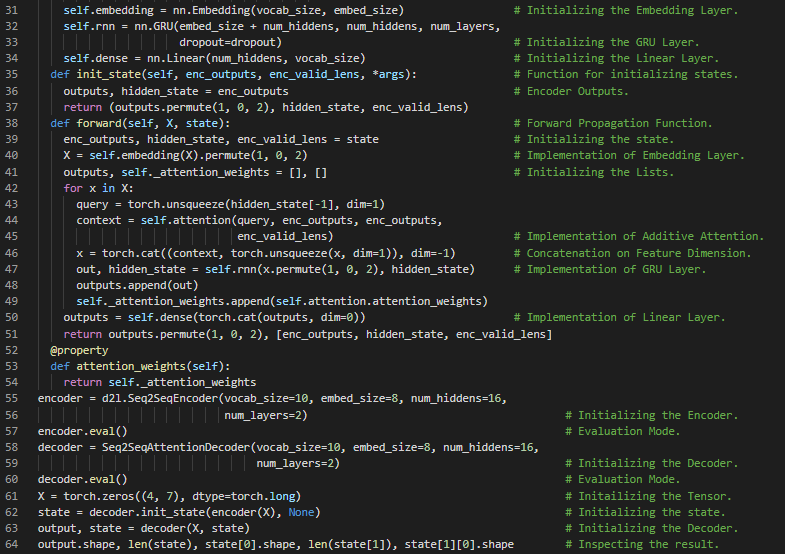 31 self.embedding = nn.Embedding(vocab_size, embed_size) # Initializing the Embedding Layer.
32 self.rnn = nn.GRU(embed_size + num_hiddens, num_hiddens, num_layers,
33 dropout=dropout) # Initializing the GRU Layer.
34 self.dense = nn.Linear(num_hiddens, vocab_size) # Initializing the Linear Layer.
35 def init_state(self, enc_outputs, enc_valid_lens, *args): # Function for initializing states.
36 outputs, hidden_state = enc_outputs # Encoder Outputs.
37 return (outputs.permute(1, 0, 2), hidden_state, enc_valid_lens)
38 def forward(self, X, state): # Forward Propagation Function.
39 enc_outputs, hidden_state, enc_valid_lens = state # Initializing the state.
40 X = self.embedding(X).permute(1, 0, 2) # Implementation of Embedding Layer.
41 outputs, self._attention_weights = [], [] # Initializing the Lists.
42 for x in X:
43 query = torch.unsqueeze(hidden_state[-1], dim=1)
44 context = self.attention(query, enc_outputs, enc_outputs,
45 enc_valid_lens) # Implementation of Additive Attention.
46 x = torch.cat((context, torch.unsqueeze(x, dim=1)), dim=-1) # Concatenation on Feature Dimension.
47 out, hidden_state = self.rnn(x.permute(1, 0, 2), hidden_state) # Implementation of GRU Layer.
48 outputs.append(out)
49 self._attention_weights.append(self.attention.attention_weights)
50 outputs = self.dense(torch.cat(outputs, dim=0)) # Implementation of Linear Layer.
51 return outputs.permute(1, 0, 2), [enc_outputs, hidden_state, enc_valid_lens]
52 @property
53 def attention_weights(self):
54 return self._attention_weights
55 encoder = d2l.Seq2SeqEncoder(vocab_size=10, embed_size=8, num_hiddens=16,
56 num_layers=2) # Initializing the Encoder.
57 encoder.eval() # Evaluation Mode.
58 decoder = Seq2SeqAttentionDecoder(vocab_size=10, embed_size=8, num_hiddens=16,
59 num_layers=2) # Initializing the Decoder.
60 decoder.eval() # Evaluation Mode.
61 X = torch.zeros((4, 7), dtype=torch.long) # Initializing the Tensor.
62 state = decoder.init_state(encoder(X), None) # Initializing the state.
63 output, state = decoder(X, state) # Initializing the Decoder.
64 output.shape, len(state), state[0].shape, len(state[1]), state[1][0].shape # Inspecting the result.